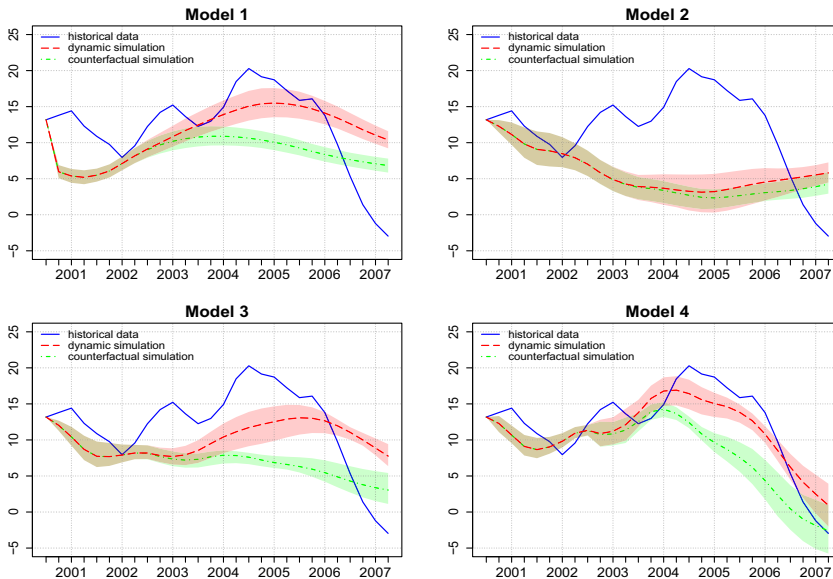 Model 1
historical data
dynamic simulation
counterfactual simulation
25
20
15
10
5
0
−5
2001 2002 2003 2004 2005 2006 2007
Model 2
historical data
dynamic simulation
counterfactual simulation
25
20
15
10
5
0
−5
2001 2002 2003 2004 2005 2006 2007
Model 3
historical data
dynamic simulation
counterfactual simulation
25
20
15
10
5
0
−5
2001 2002 2003 2004 2005 2006 2007
Model 4
historical data
dynamic simulation
counterfactual simulation
25
20
15
10
5
0
−5
2001 2002 2003 2004 2005 2006 2007